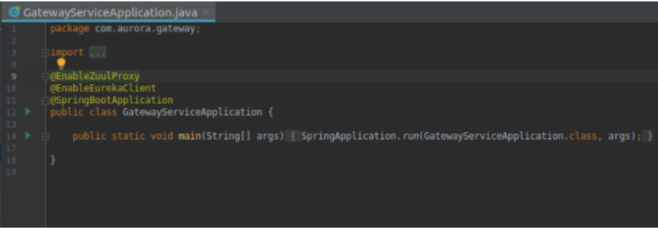 GatewayServiceApplication.java ×
1 package com.aurora.gateway;
2
3 import ...
8
9 @EnableZuulProxy
10 @EnableEurekaClient
11 @SpringBootApplication
12 public class GatewayServiceApplication {
13
14 public static void main(String[] args) { SpringApplication.run(GatewayServiceApplication.class, args); }
17
18 }
19